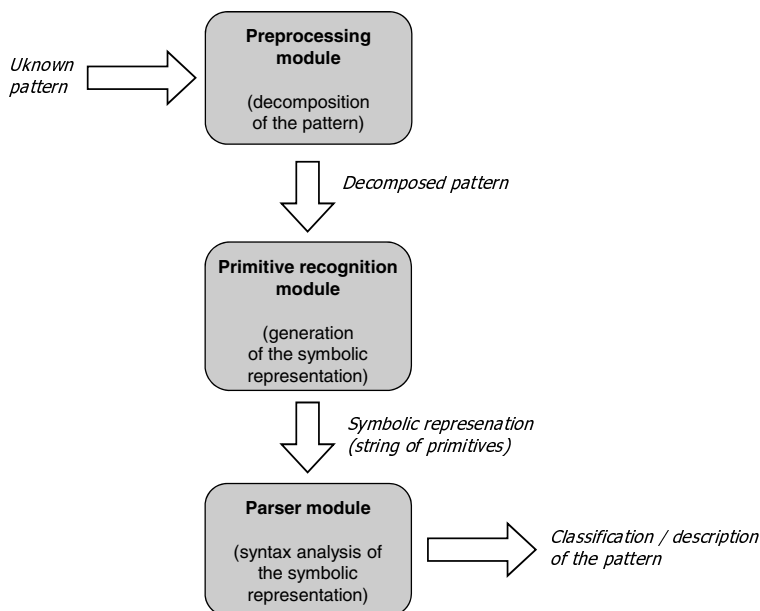 Uknown
pattern
Preprocessing
module
(decomposition
of the pattern)
Decomposed pattern
Primitive recognition
module
(generation
of the symbolic
representation)
Symbolic represenation
(string of primitives)
Parser module
(syntax analysis of
the symbolic
representation)
Classification / description
of the pattern